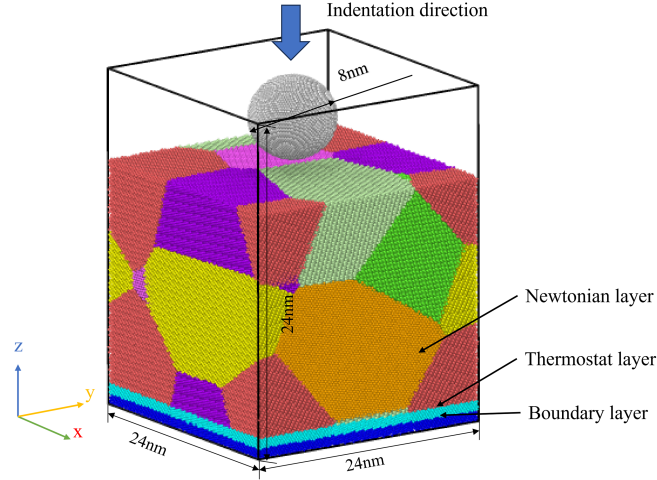 Indentation direction
8nm
24nm
Newtonian layer
z
Thermostat layer
y
Boundary layer
x
24nm
24nm